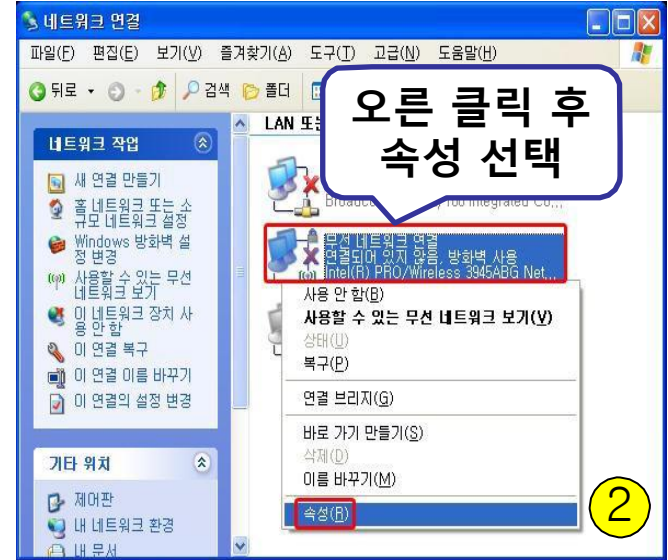 네트워크 연결
파일(F) 편집(E) 보기(V) 즐겨찾기(A) 도구(T) 고급(N) 도움말(H)
뒤로 검색 폴더
오른 클릭 후
속성 선택
LAN 또는
네트워크 작업
새 연결 만들기
홈 네트워크 또는 소
규모 네트워크 설정
Windows 방화벽 설
정 변경
사용할 수 있는 무선
네트워크 보기
이 네트워크 장치 사
용 안 함
이 연결 복구
이 연결 이름 바꾸기
이 연결의 설정 변경
기타 위치
제어판
내 네트워크 환경
내 문서
Integrated Co...
무선 네트워크 연결
연결되어 있지 않음, 방화벽 사용
Intel(R) PRO/Wireless 3945ABG Net...
사용 안 함(B)
사용할 수 있는 무선 네트워크 보기(V)
상태(U)
복구(P)
연결 브리지(G)
바로 가기 만들기(S)
삭제(D)
이름 바꾸기(M)
속성(R)
2